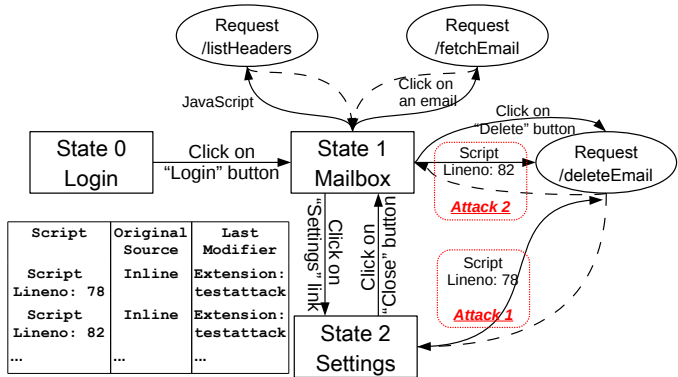 Request
/listHeaders
Request
/fetchEmail
JavaScript
Click on
an email
Click on
"Delete" button
State 0
Login
Click on
"Login" button
State 1
Mailbox
Script
Lineno: 82
Attack 2
Request
/deleteEmail
Click on
"Settings" link
Click on
"Close" button
Script
Lineno: 78
Attack 1
State 2
Settings
Script Original Source Last Modifier
Script Lineno: 78 Inline Extension: testattack
Script Lineno: 82 Inline Extension: testattack
... ... ...